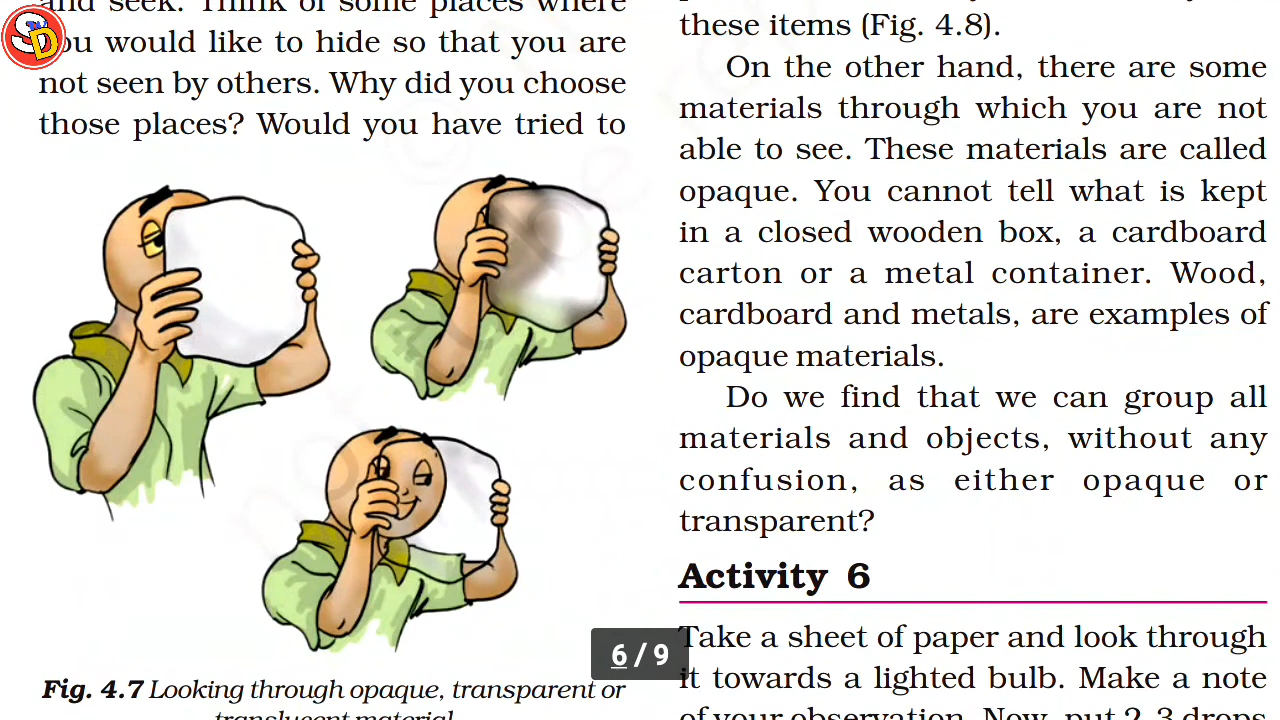 SD
and seek. Think of some places where
you would like to hide so that you are
not seen by others. Why did you choose
those places? Would you have tried to
Fig. 4.7 Looking through opaque, transparent or
translucent material
these items (Fig. 4.8).
On the other hand, there are some
materials through which you are not
able to see. These materials are called
opaque. You cannot tell what is kept
in a closed wooden box, a cardboard
carton or a metal container. Wood,
cardboard and metals, are examples of
opaque materials.
Do we find that we can group all
materials and objects, without any
confusion, as either opaque or
transparent?
Activity 6
Take a sheet of paper and look through
it towards a lighted bulb. Make a note
of your observation. Now, put 2-3 drops
6 / 9